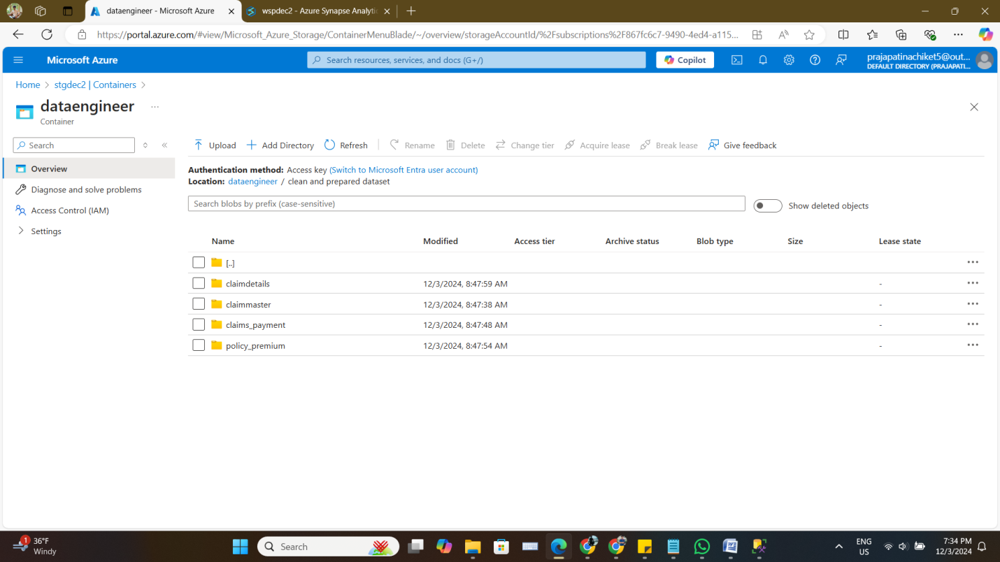 dataengineer - Microsoft Azure
wspdec2 - Azure Synapse Analytic
https://portal.azure.com/#view/Microsoft_Azure_Storage/ContainerMenuBlade/~/overview/storageAccountId/%2Fsubscriptions%2F867fc6c7-9490-4ed4-a115...
Microsoft Azure
Search resources, services, and docs (G+/)
Copilot
prajapatinachiket5@out...
DEFAULT DIRECTORY (PRAJAPATI...
Home > stgdec2 | Containers >
dataengineer ...
Container
Search
Upload Add Directory Refresh Rename Delete Change tier Acquire lease Break lease Give feedback
Overview
Diagnose and solve problems
Access Control (IAM)
Settings
Authentication method: Access key (Switch to Microsoft Entra user account)
Location: dataengineer / clean and prepared dataset
Search blobs by prefix (case-sensitive)
Show deleted objects
Name Modified Access tier Archive status Blob type Size Lease state
[..]
claimdetails 12/3/2024, 8:47:59 AM -
claimmaster 12/3/2024, 8:47:38 AM -
claims_payment 12/3/2024, 8:47:48 AM -
policy_premium 12/3/2024, 8:47:54 AM -
1
36°F
Windy
Search
ENG
US
7:34 PM
12/3/2024